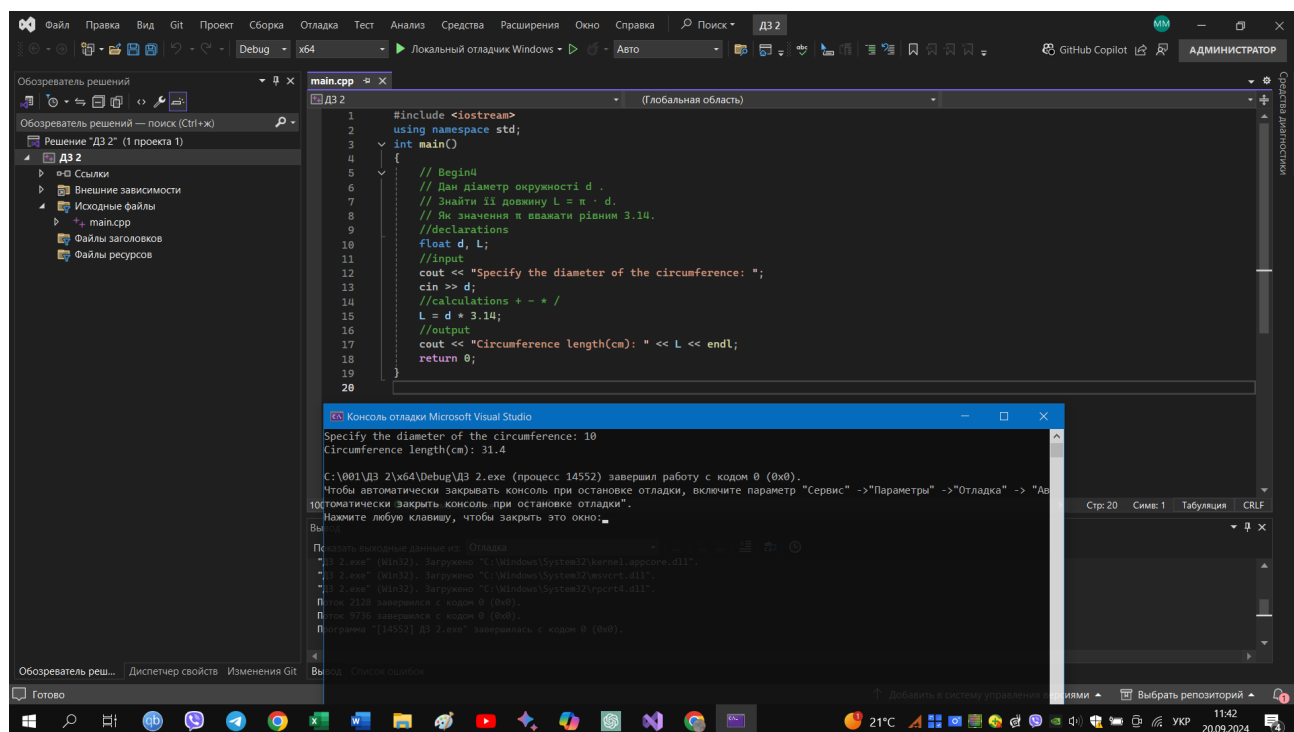 Файл Правка Вид Git Проект Сборка Отладка Тест Анализ Средства Расширения Окно Справка Поиск ДЗ 2 MM
Debug x64 Локальный отладчик Windows Авто GitHub Copilot АДМИНИСТРАТОР
Обозреватель решений
Обозреватель решений — поиск (Ctrl+ж)
Решение "ДЗ 2" (1 проекта 1)
ДЗ 2
Ссылки
Внешние зависимости
Исходные файлы
main.cpp
Файлы заголовков
Файлы ресурсов
Обозреватель реш... Диспетчер свойств Изменения Git
main.cpp
ДЗ 2 (Глобальная область)
1 #include <iostream>
2 using namespace std;
3 int main()
4 {
5 // Begin4
6 // Дан діаметр окружності d .
7 // Знайти її довжину L = π · d.
8 // Як значення π вважати рівним 3.14.
9 //declarations
10 float d, L;
11 //input
12 cout << "Specify the diameter of the circumference: ";
13 cin >> d;
14 //calculations + - * /
15 L = d * 3.14;
16 //output
17 cout << "Circumference length(cm): " << L << endl;
18 return 0;
19 }
20
Средства диагностики
Консоль отладки Microsoft Visual Studio
Specify the diameter of the circumference: 10
Circumference length(cm): 31.4
C:\001\ДЗ 2\x64\Debug\ДЗ 2.exe (процесс 14552) завершил работу с кодом 0 (0x0).
Чтобы автоматически закрывать консоль при остановке отладки, включите параметр "Сервис" ->"Параметры" ->"Отладка" -> "Ав
томатически закрыть консоль при остановке отладки".
Нажмите любую клавишу, чтобы закрыть это окно:
Стр: 20 Симв: 1 Табуляция CRLF
Показать выходные данные из: Отладка
"ДЗ 2.exe" (Win32). Загружено "C:\Windows\System32\kernel.appcore.dll".
"ДЗ 2.exe" (Win32). Загружено "C:\Windows\System32\msvcrt.dll".
"ДЗ 2.exe" (Win32). Загружено "C:\Windows\System32\rpcrt4.dll".
Поток 2128 завершился с кодом 0 (0x0).
Поток 9736 завершился с кодом 0 (0x0).
Программа "[14552] ДЗ 2.exe" завершилась с кодом 0 (0x0).
Вывод Список ошибок
Готово Добавить в систему управления версиями Выбрать репозиторий 1
21°C УКР 11:42
20.09.2024 4